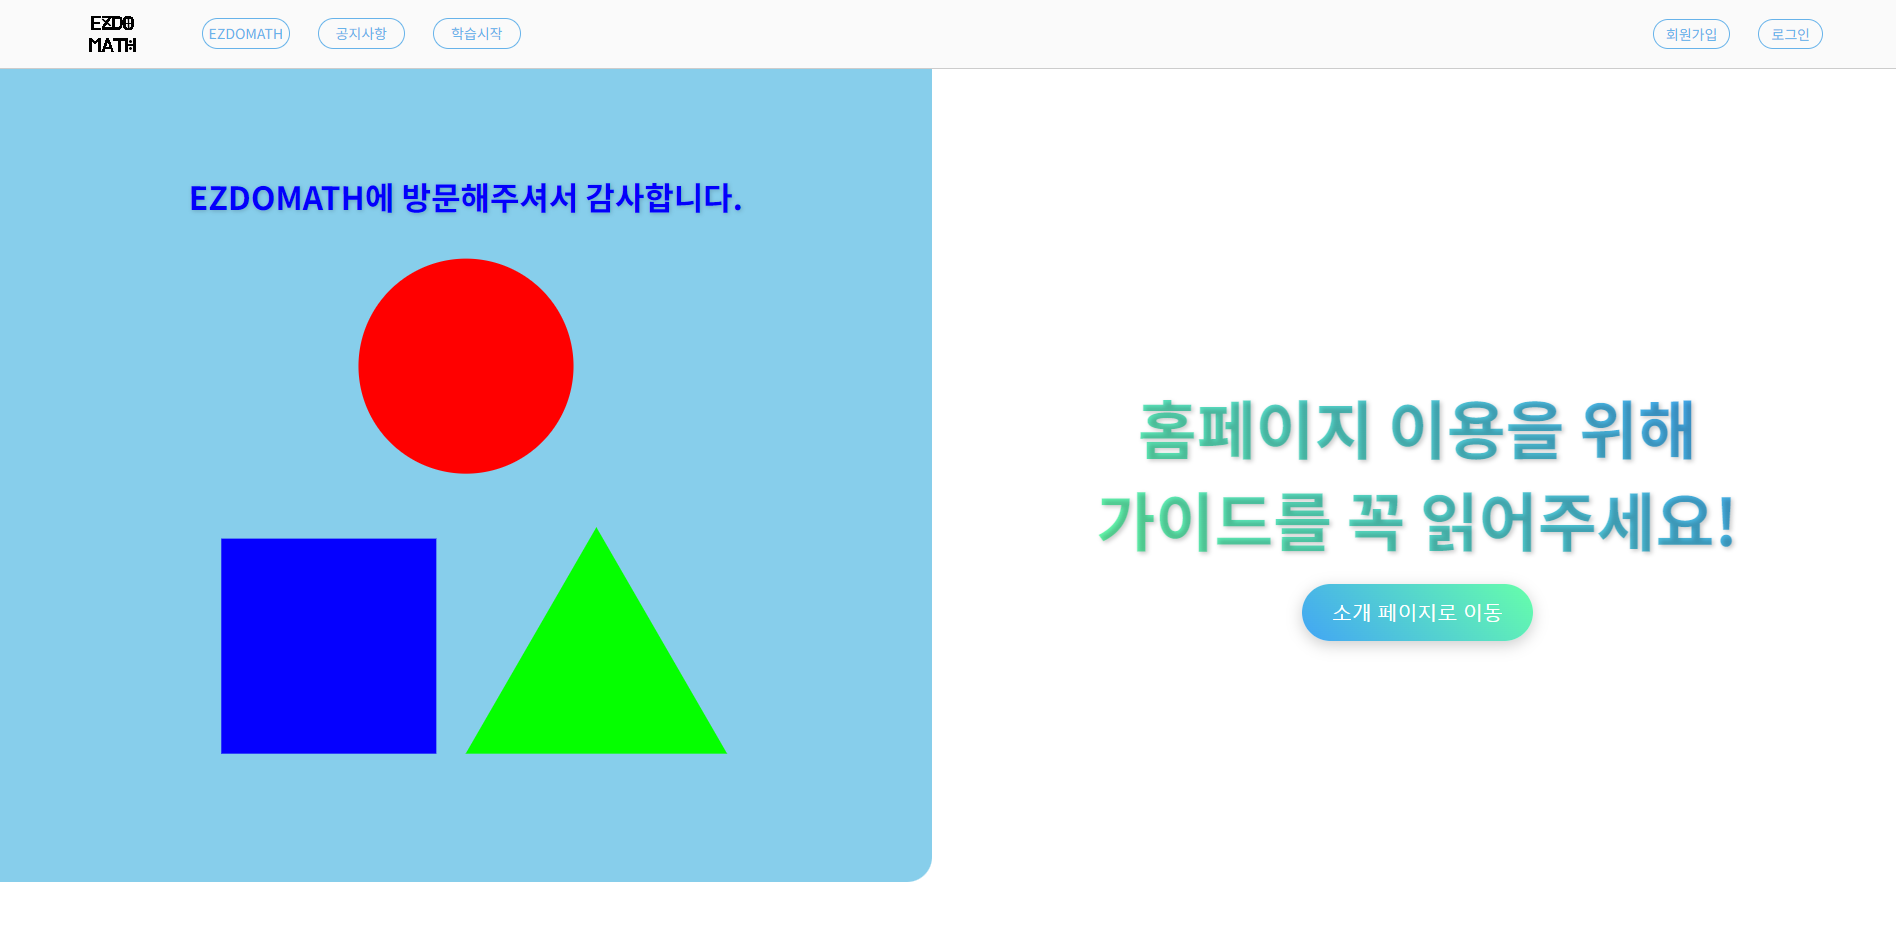 EZDO
MATH
EZDOMATH 공지사항 학습시작 회원가입 로그인
EZDOMATH에 방문해주셔서 감사합니다.
홈페이지 이용을 위해
가이드를 꼭 읽어주세요!
소개 페이지로 이동